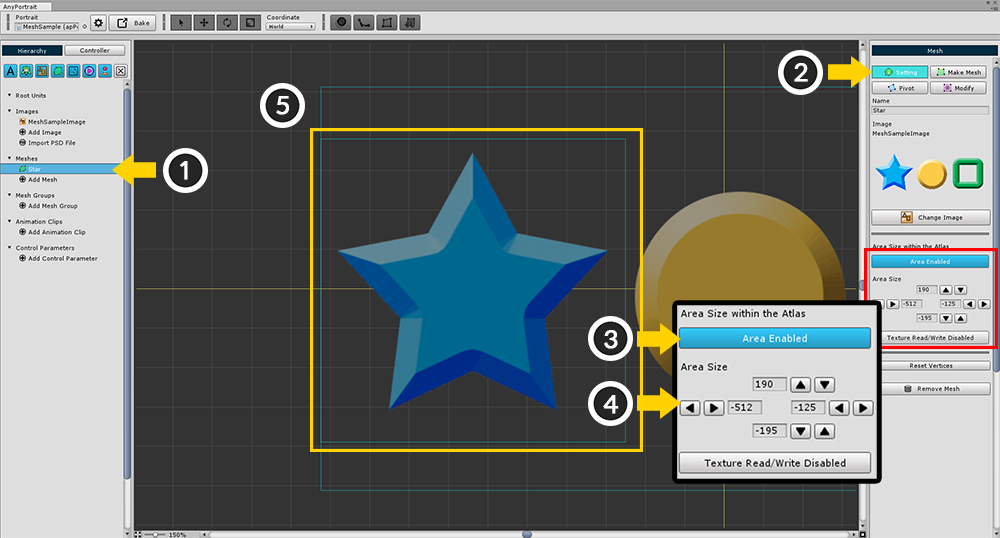 AnyPortrait
Portrait
MeshSample (apP
Bake
Coordinate
World
Hierarchy
Controller
Root Units
Images
MeshSampleImage
Add Image
Import PSD File
Meshes
Star
Add Mesh
Mesh Groups
Add Mesh Group
Animation Clips
Add Animation Clip
Control Parameters
Add Control Parameter
1
5
2
3
4
Area Size within the Atlas
Area Enabled
Area Size
190
-512
-125
-195
Texture Read/Write Disabled
150%
Mesh
Setting
Make Mesh
Pivot
Modify
Name
Star
Image
MeshSampleImage
Change Image
Area Size within the Atlas
Area Enabled
Area Size
190
-512
-125
-195
Texture Read/Write Disabled
Reset Vertices
Remove Mesh